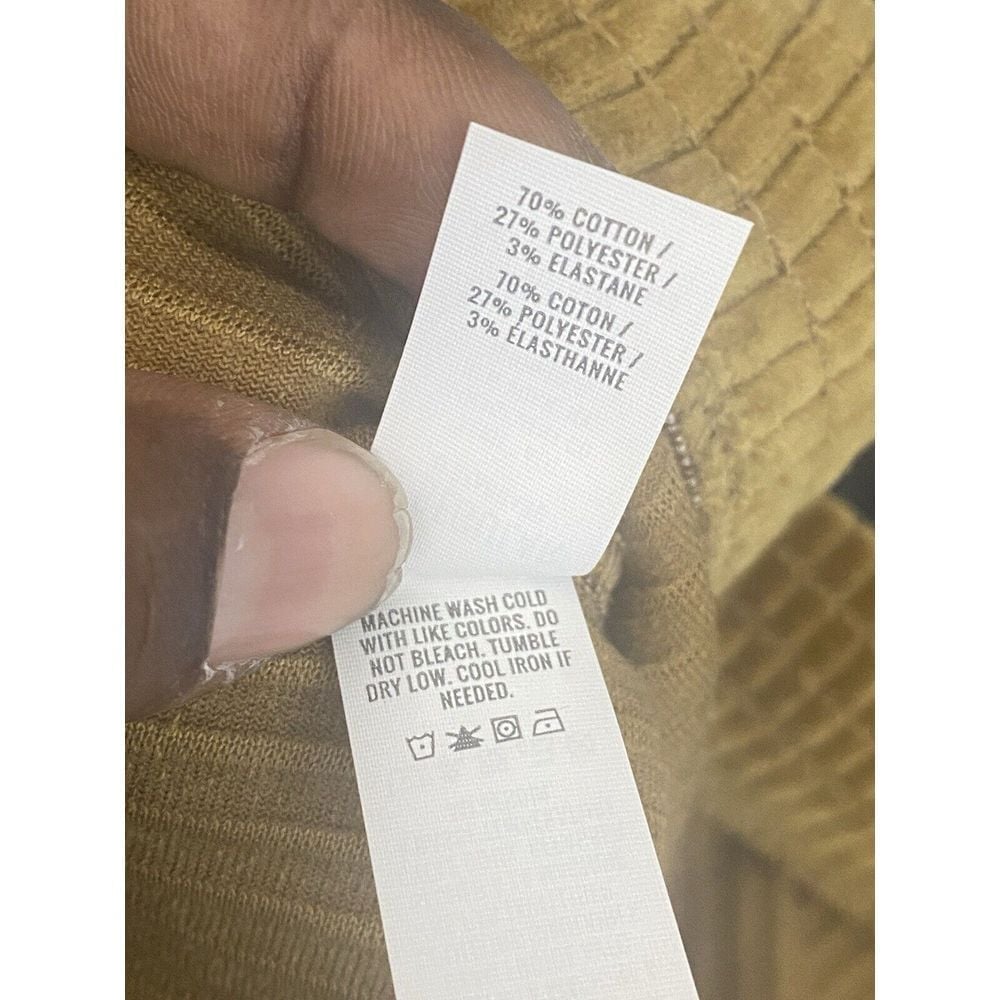 70% COTTON /
27% POLYESTER /
3% ELASTANE
70% COTON /
27% POLYESTER /
3% ELASTHANNE
MACHINE WASH COLD
WITH LIKE COLORS. DO
NOT BLEACH. TUMBLE
DRY LOW. COOL IRON IF
NEEDED.